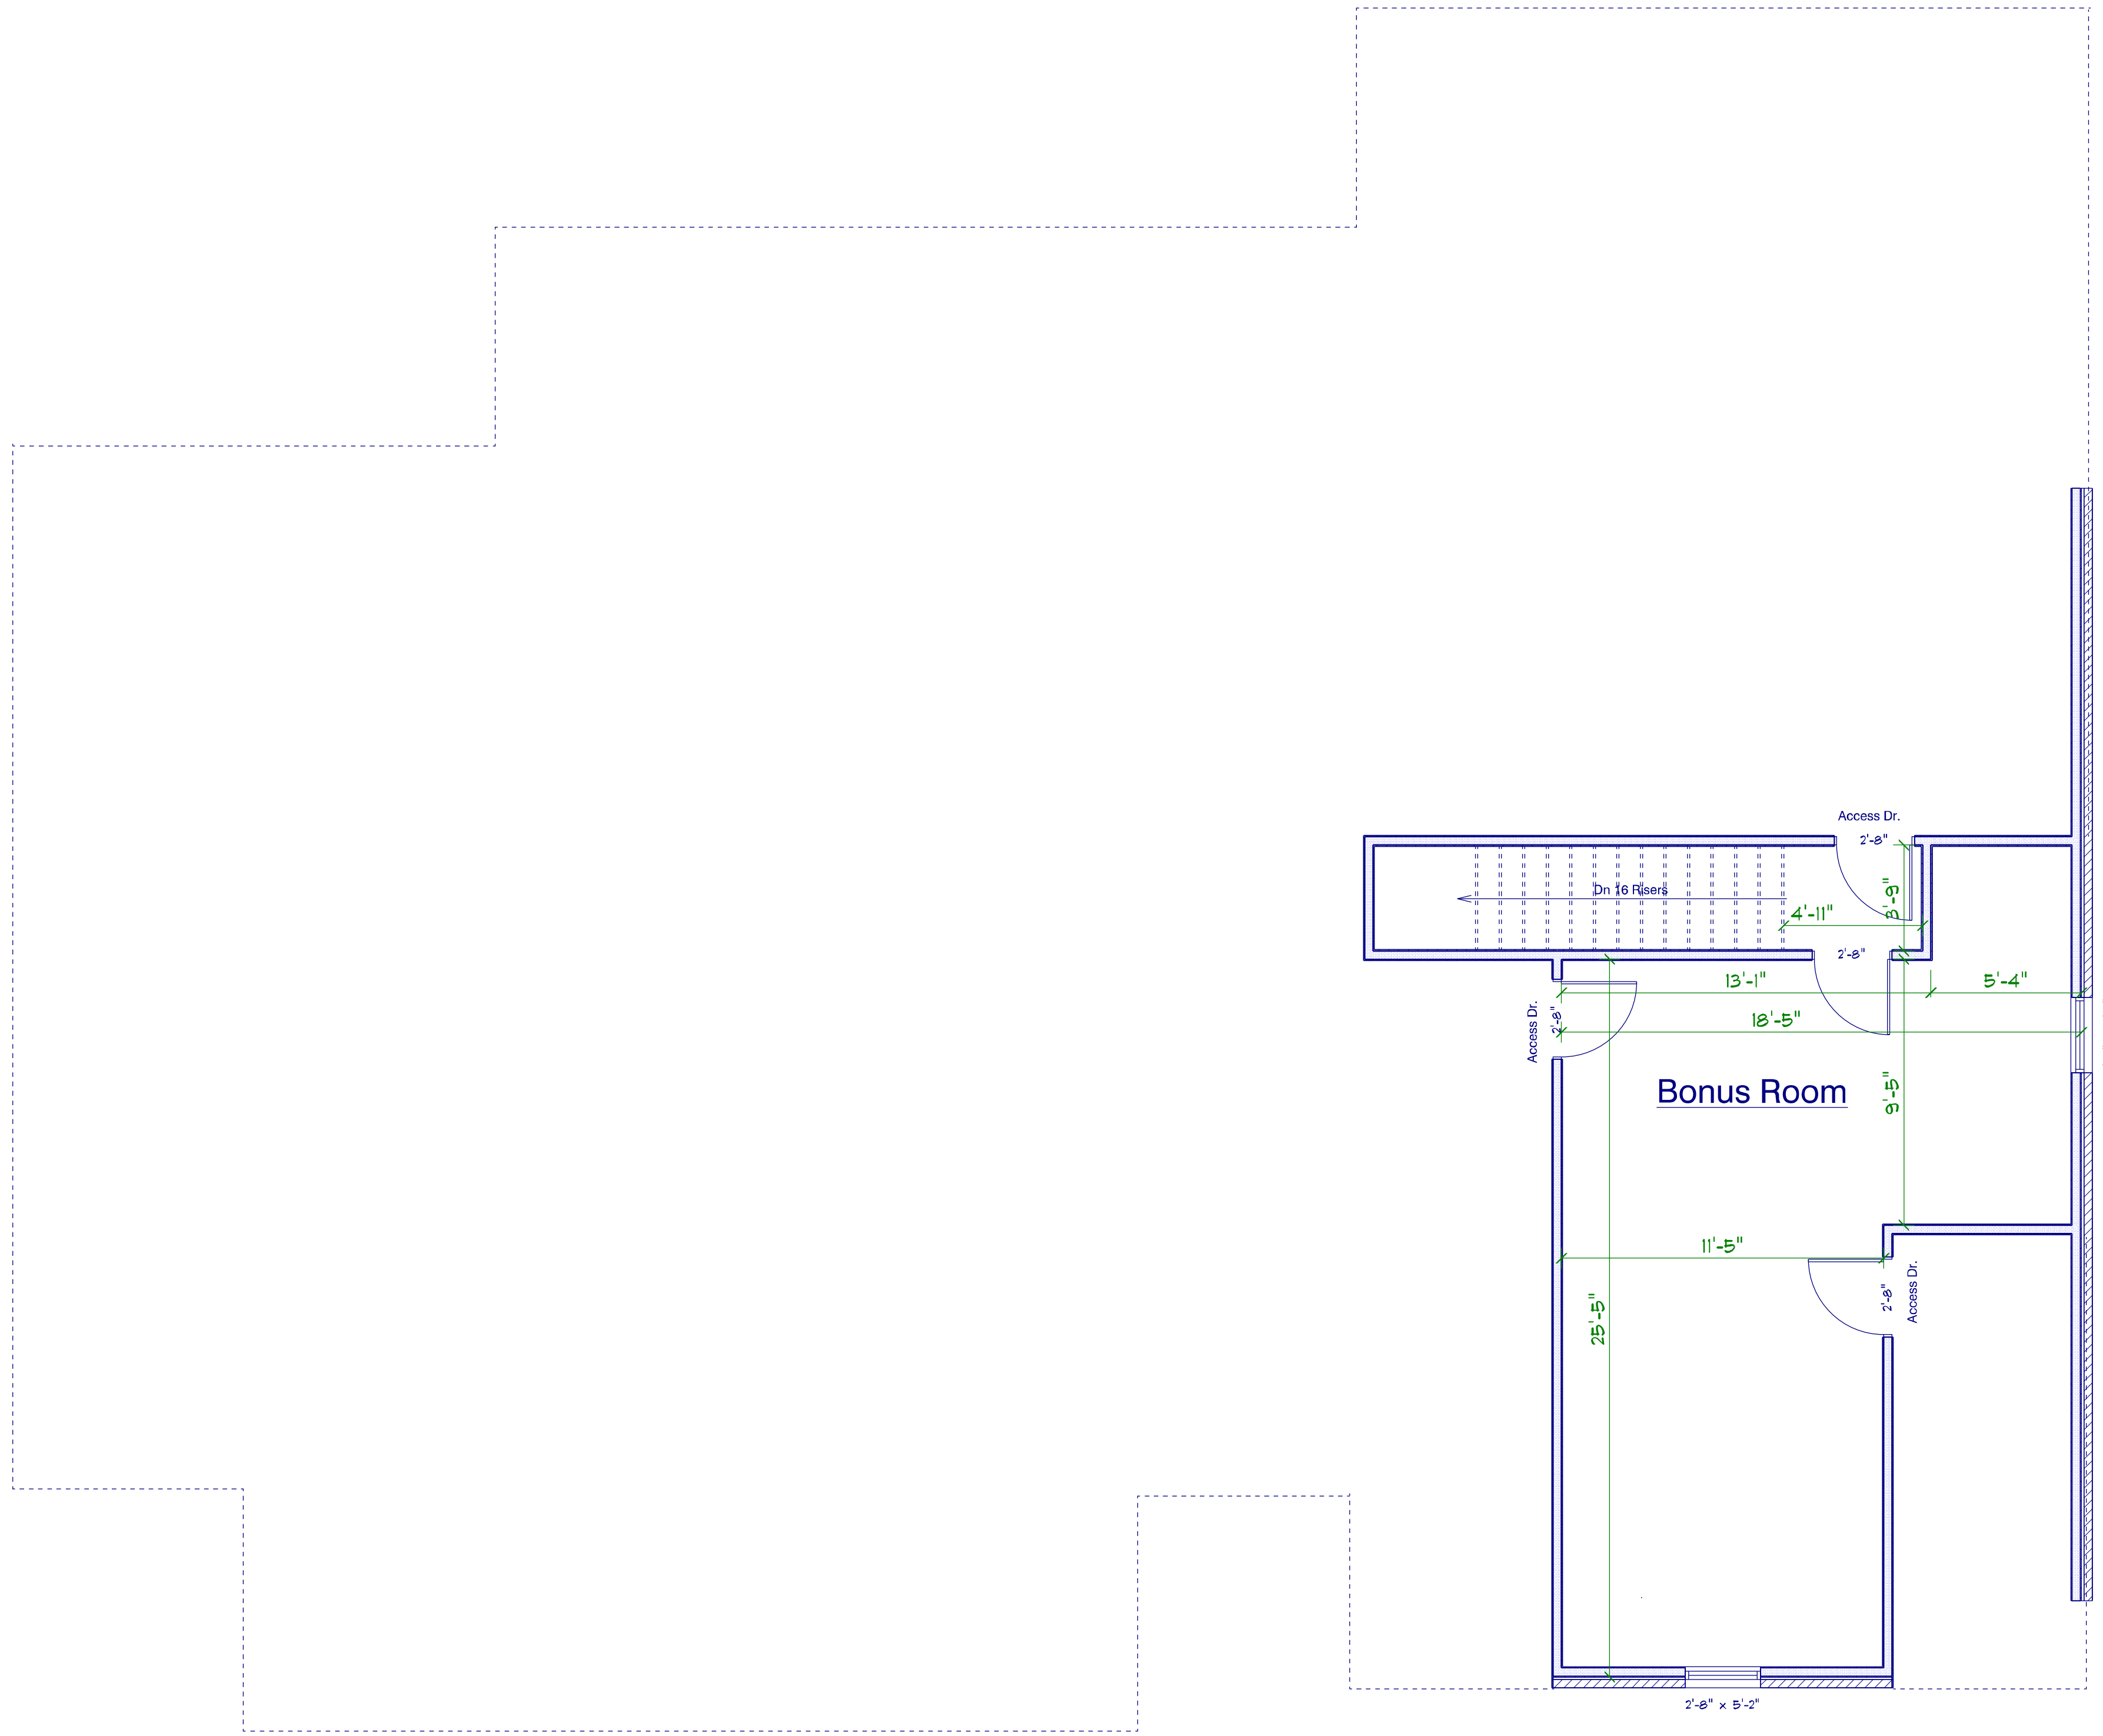 Access Dr.
2'-8"
Dn 16 Risers
3'-9"
4'-11"
2'-8"
13'-1"
5'-4"
Access Dr.
2'-8"
18'-5"
Bonus Room
9'-5"
11'-5"
2'-8"
Access Dr.
25'-5"
2'-8" x 5'-2"